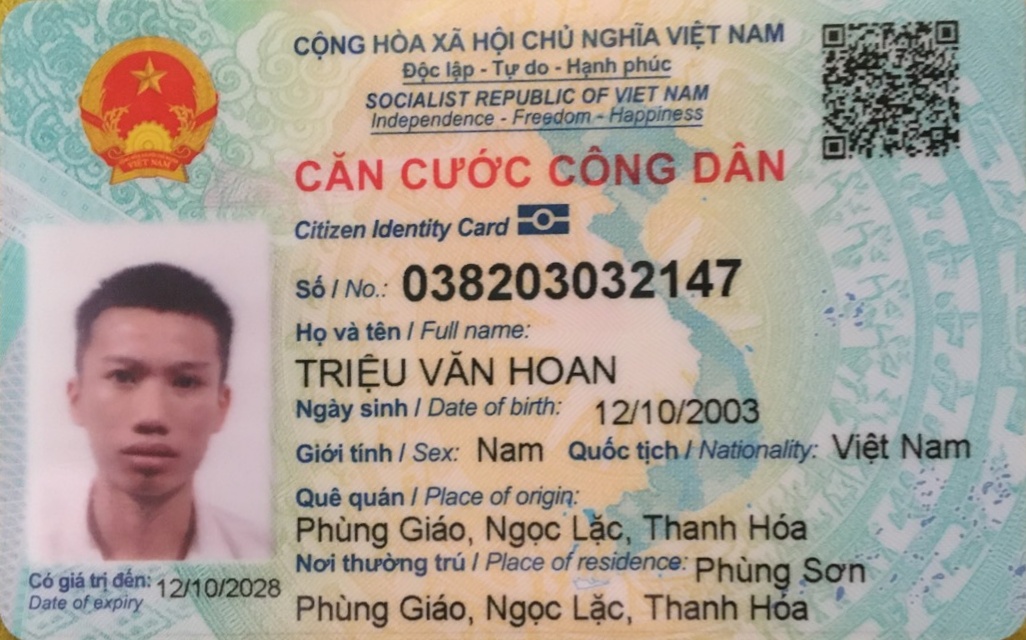 CỘNG HÒA XÃ HỘI CHỦ NGHĨA VIỆT NAM
Độc lập - Tự do - Hạnh phúc
SOCIALIST REPUBLIC OF VIET NAM
Independence - Freedom - Happiness
VIỆT NAM
CĂN CƯỚC CÔNG DÂN
Citizen Identity Card
Số / No.: 038203032147
Họ và tên / Full name:
TRIỆU VĂN HOAN
Ngày sinh / Date of birth: 12/10/2003
Giới tính / Sex: Nam Quốc tịch / Nationality: Việt Nam
Quê quán / Place of origin:
Phùng Giáo, Ngọc Lặc, Thanh Hóa
Nơi thường trú / Place of residence: Phùng Sơn
Phùng Giáo, Ngọc Lặc, Thanh Hóa
Có giá trị đến: 12/10/2028
Date of expiry